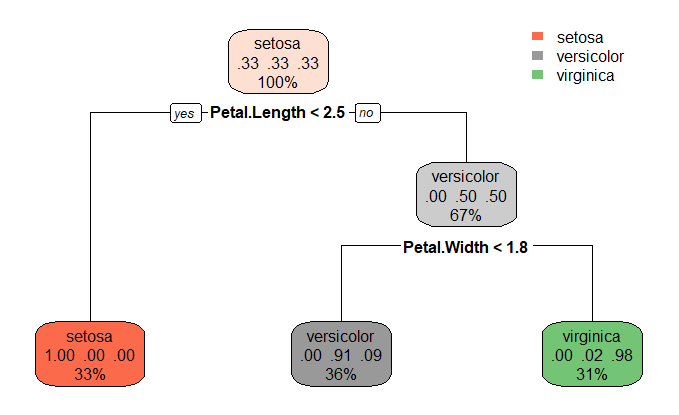 setosa
.33 .33 .33
100%
setosa
versicolor
virginica
yes Petal.Length < 2.5 no
versicolor
.00 .50 .50
67%
Petal.Width < 1.8
setosa
1.00 .00 .00
33%
versicolor
.00 .91 .09
36%
virginica
.00 .02 .98
31%